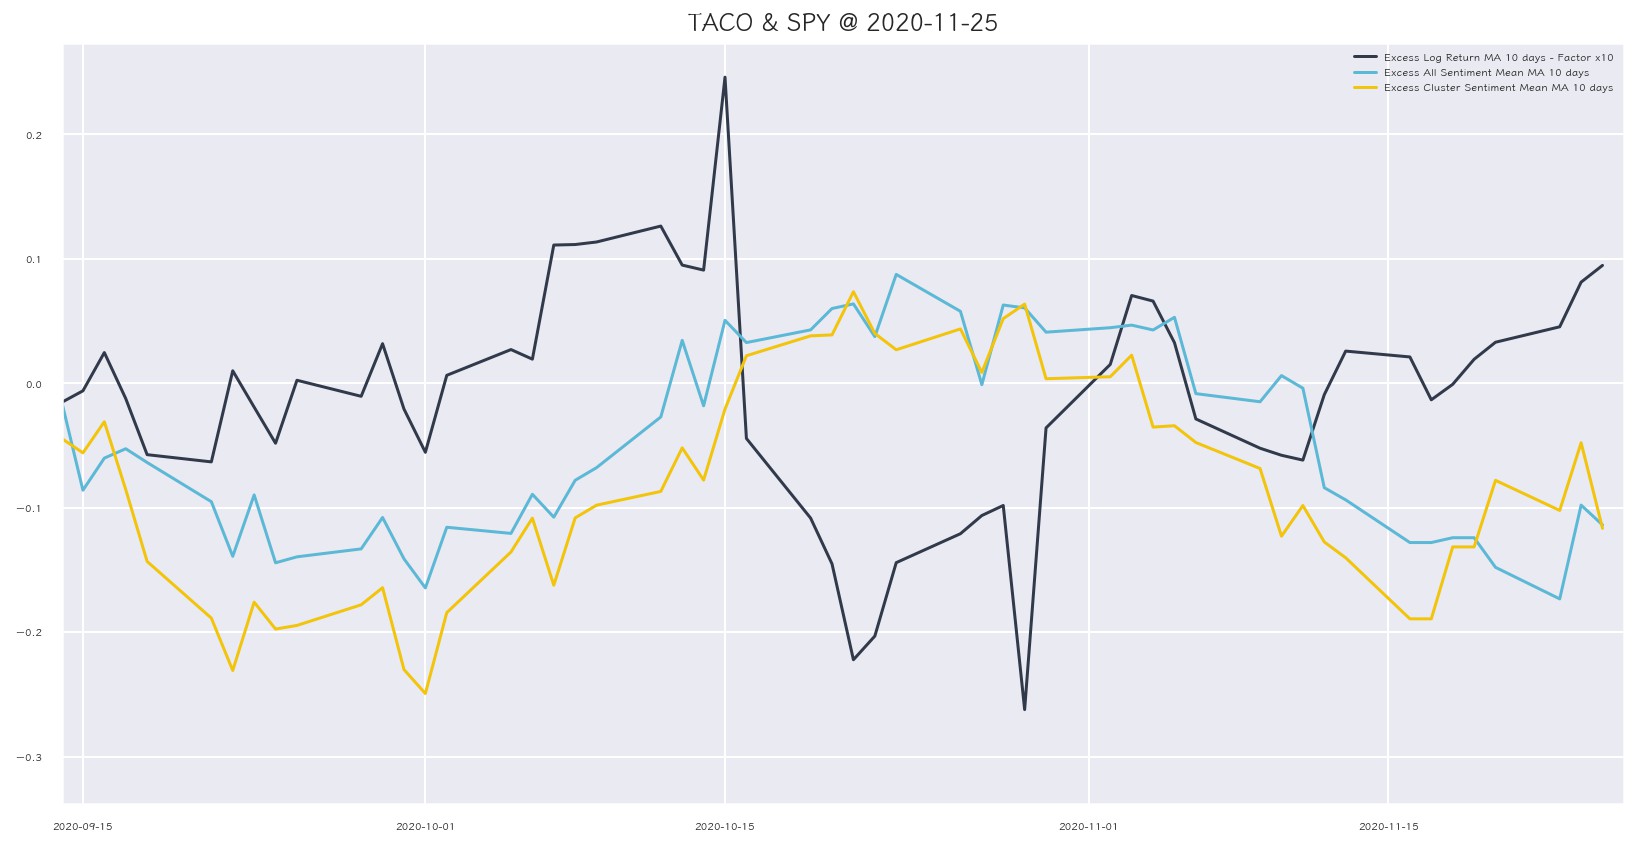 TACO & SPY @ 2020-11-25
Excess Log Return MA 10 days - Factor x10
Excess All Sentiment Mean MA 10 days
Excess Cluster Sentiment Mean MA 10 days
0.2
0.1
0.0
−0.1
−0.2
−0.3
2020-09-15 2020-10-01 2020-10-15 2020-11-01 2020-11-15